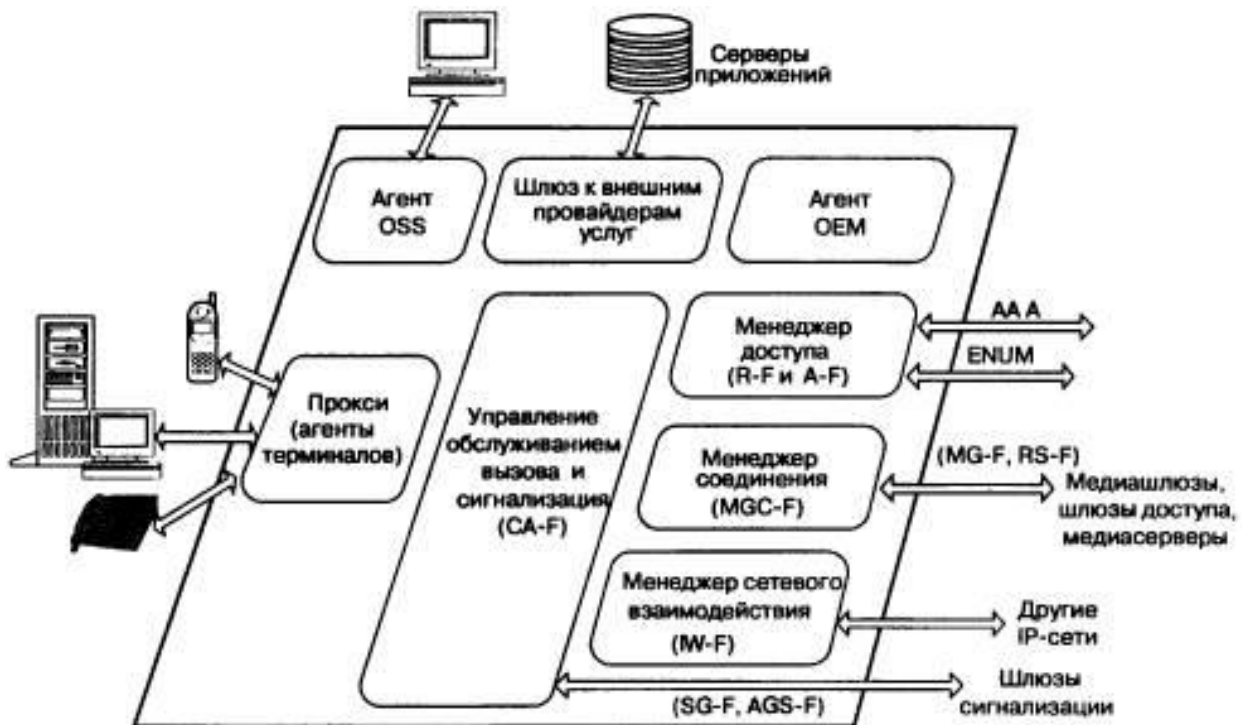 Серверы
приложений
Агент
OSS
Шлюз к внешним
провайдерам
услуг
Агент
OEM
Менеджер
доступа
(R-F и A-F)
AA A
ENUM
Прокси
(агенты
терминалов)
Управление
обслуживанием
вызова и
сигнализация
(CA-F)
Менеджер
соединения
(MGC-F)
(MG-F, RS-F)
Медиашлюзы,
шлюзы доступа,
медиасерверы
Менеджер сетевого
взаимодействия
(IW-F)
Другие
IP-сети
(SG-F, AGS-F)
Шлюзы
сигнализации